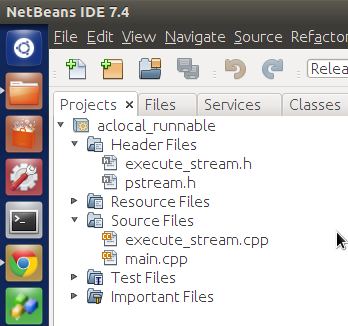 NetBeans IDE 7.4
File Edit View Navigate Source Refacto
Relea
Projects × Files Services Classes
aclocal_runnable
Header Files
execute_stream.h
pstream.h
Resource Files
Source Files
execute_stream.cpp
main.cpp
Test Files
Important Files